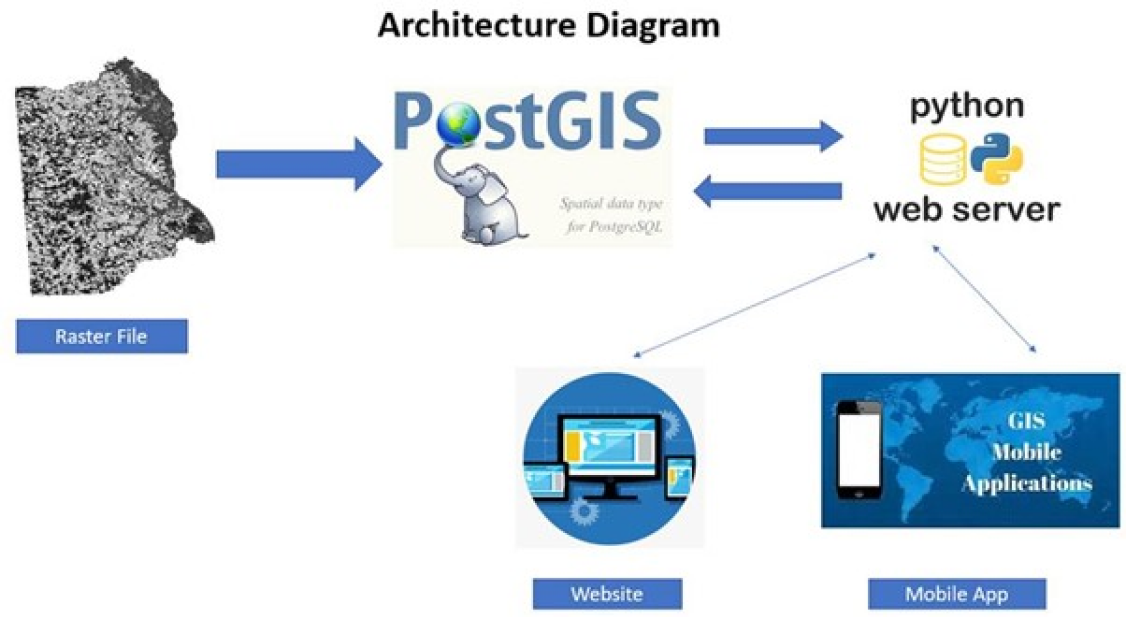 Architecture Diagram
PostGIS
Spatial data type
for PostgreSQL
python
web server
Raster File
GIS
Mobile
Applications
Website
Mobile App